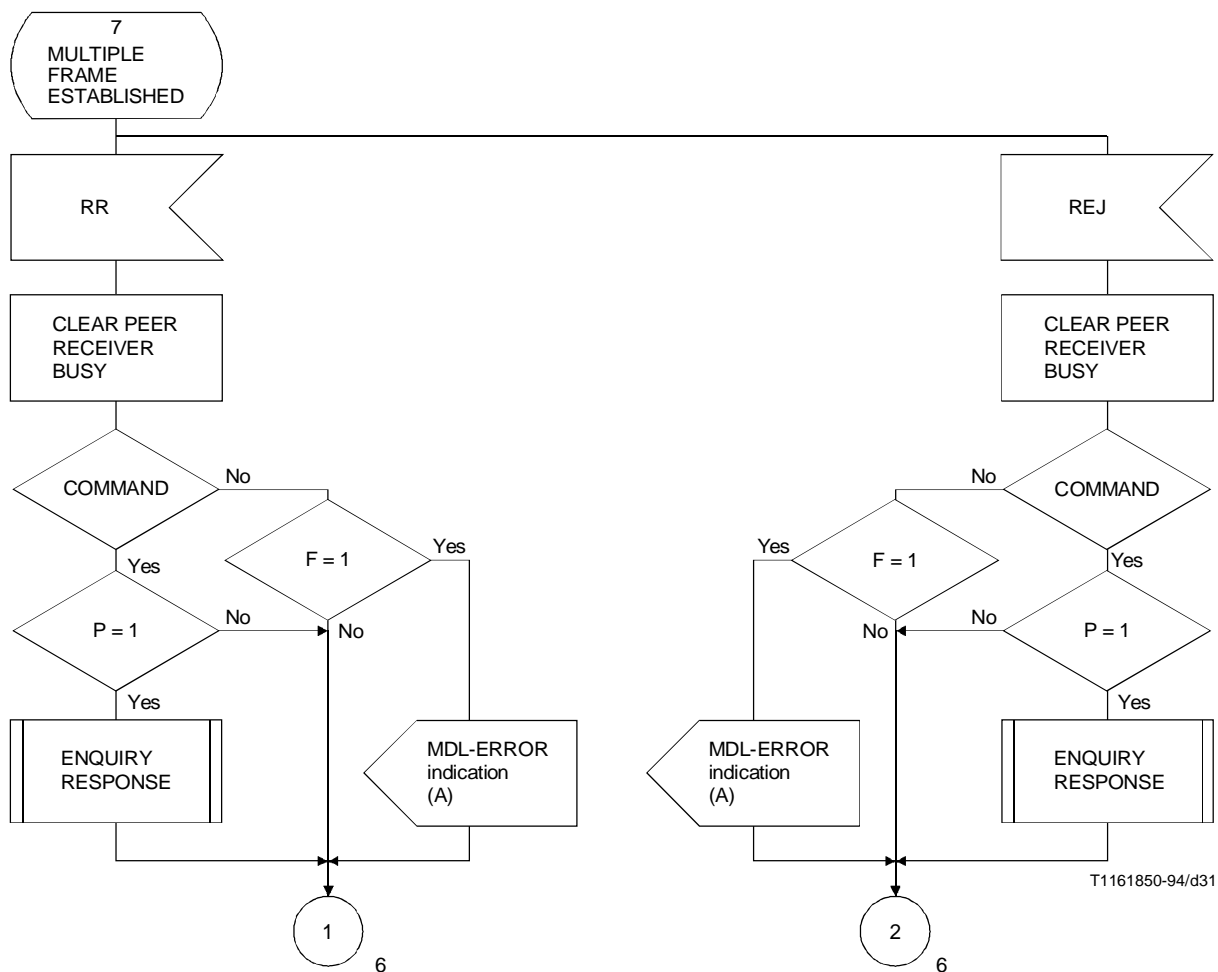 7
MULTIPLE
FRAME
ESTABLISHED
RR
REJ
CLEAR PEER
RECEIVER
BUSY
CLEAR PEER
RECEIVER
BUSY
COMMAND
No
No
COMMAND
Yes
F = 1
Yes
Yes
F = 1
Yes
P = 1
No
No
No
No
P = 1
Yes
Yes
ENQUIRY
RESPONSE
MDL-ERROR
indication
(A)
MDL-ERROR
indication
(A)
ENQUIRY
RESPONSE
T1161850-94/d31
1
6
2
6